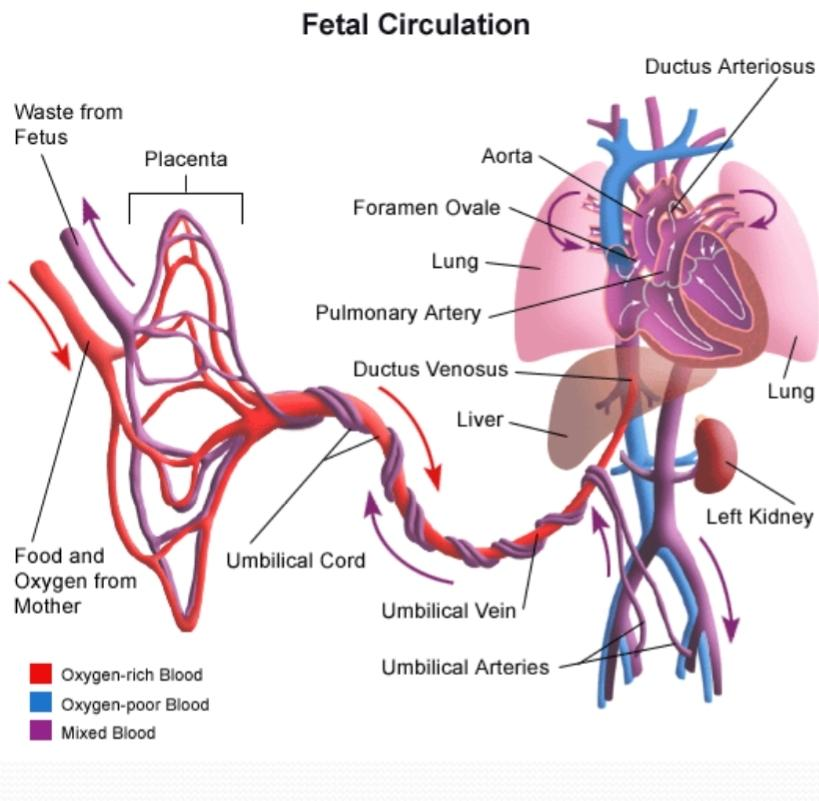 Fetal Circulation
Ductus Arteriosus
Waste from
Fetus
Placenta
Aorta
Foramen Ovale
Lung
Pulmonary Artery
Ductus Venosus
Lung
Liver
Left Kidney
Food and
Oxygen from
Mother
Umbilical Cord
Umbilical Vein
Umbilical Arteries
Oxygen-rich Blood
Oxygen-poor Blood
Mixed Blood